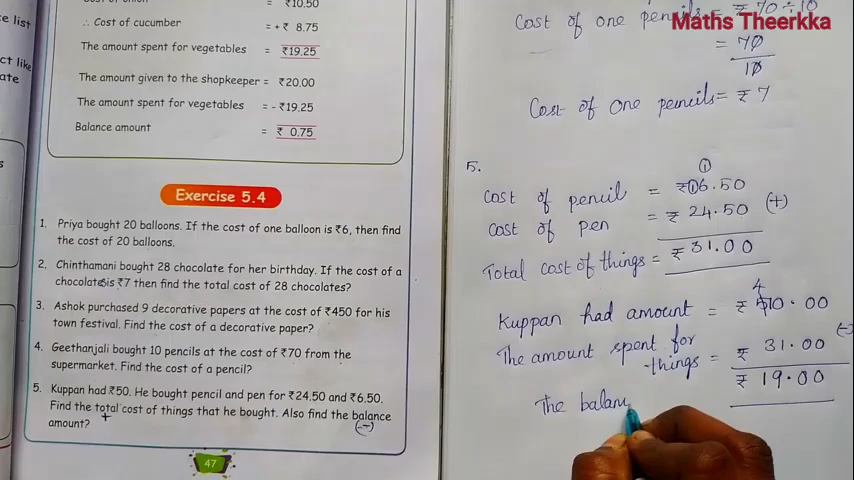 ce list
ct like
ate
s
= ₹10.50
∴ Cost of cucumber = + ₹ 8.75
The amount spent for vegetables = ₹19.25
The amount given to the shopkeeper = ₹20.00
The amount spent for vegetables = - ₹19.25
Balance amount = ₹ 0.75
Exercise 5.4
1. Priya bought 20 balloons. If the cost of one balloon is ₹6, then find
the cost of 20 balloons.
2. Chinthamani bought 28 chocolate for her birthday. If the cost of a
chocolate is ₹7 then find the total cost of 28 chocolates?
3. Ashok purchased 9 decorative papers at the cost of ₹450 for his
town festival. Find the cost of a decorative paper?
4. Geethanjali bought 10 pencils at the cost of ₹70 from the
supermarket. Find the cost of a pencil?
5. Kuppan had ₹50. He bought pencil and pen for ₹24.50 and ₹6.50.
Find the total cost of things that he bought. Also find the balance
amount?
+
(-)
47
Maths Theerkka
Cost of one pencils = ₹ 70 ÷ 10
= 70
10
Cost of one pencils = ₹ 7
5.
(1)
Cost of pencil = ₹ 06.50
Cost of pen = ₹ 24.50 (+)
Total cost of things = ₹ 31.00
4
Kuppan had amount = ₹ 510.00
The amount spent for
things = ₹ 31.00 (-)
₹ 19.00
The balan